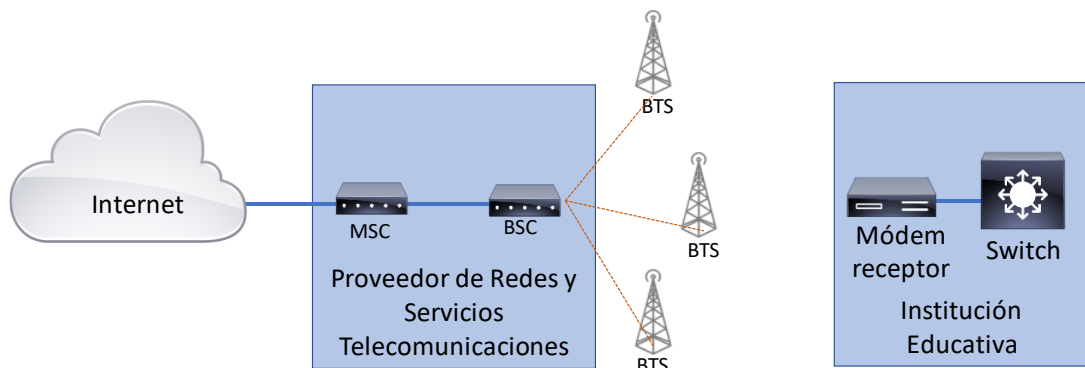 BTS
Internet
MSC
BSC
BTS
Proveedor de Redes y
Servicios
Telecomunicaciones
BTS
Módem
receptor
Switch
Institución
Educativa